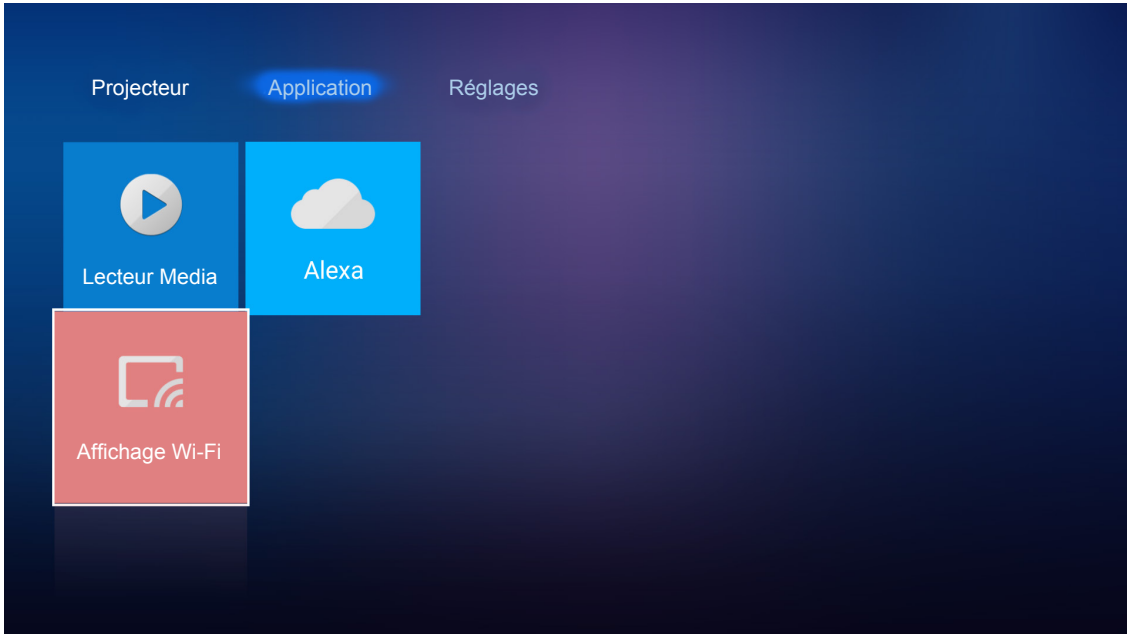 Projecteur Application Réglages
Lecteur Media
Alexa
Affichage Wi-Fi